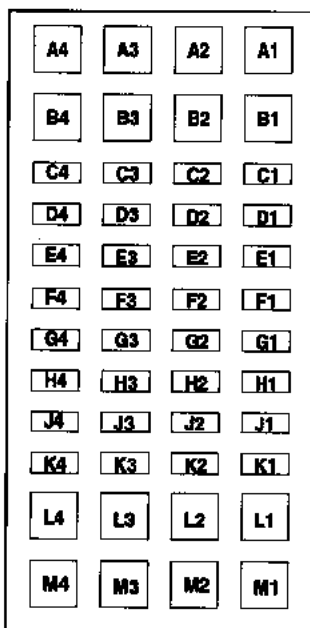 A4 A3 A2 A1
B4 B3 B2 B1
C4 C3 C2 C1
D4 D3 D2 D1
E4 E3 E2 E1
F4 F3 F2 F1
G4 G3 G2 G1
H4 H3 H2 H1
J4 J3 J2 J1
K4 K3 K2 K1
L4 L3 L2 L1
M4 M3 M2 M1